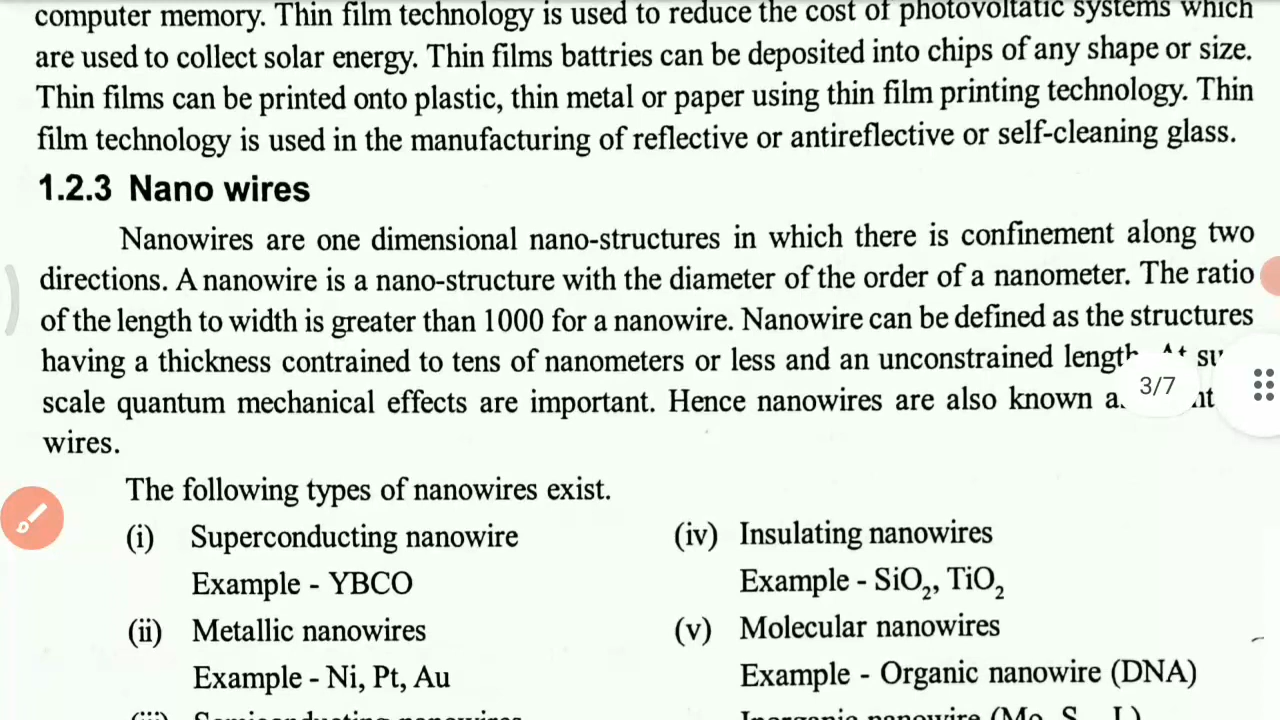 computer memory. Thin film technology is used to reduce the cost of photovoltatic systems which
are used to collect solar energy. Thin films battries can be deposited into chips of any shape or size.
Thin films can be printed onto plastic, thin metal or paper using thin film printing technology. Thin
film technology is used in the manufacturing of reflective or antireflective or self-cleaning glass.
1.2.3 Nano wires
Nanowires are one dimensional nano-structures in which there is confinement along two
directions. A nanowire is a nano-structure with the diameter of the order of a nanometer. The ratio
of the length to width is greater than 1000 for a nanowire. Nanowire can be defined as the structures
having a thickness contrained to tens of nanometers or less and an unconstrained length
scale quantum mechanical effects are important. Hence nanowires are also known
3/7
wires.
The following types of nanowires exist.
(i) Superconducting nanowire
Example - YBCO
(ii) Metallic nanowires
Example - Ni, Pt, Au
(iv) Insulating nanowires
Example - SiO2, TiO2
(v) Molecular nanowires
Example - Organic nanowire (DNA)